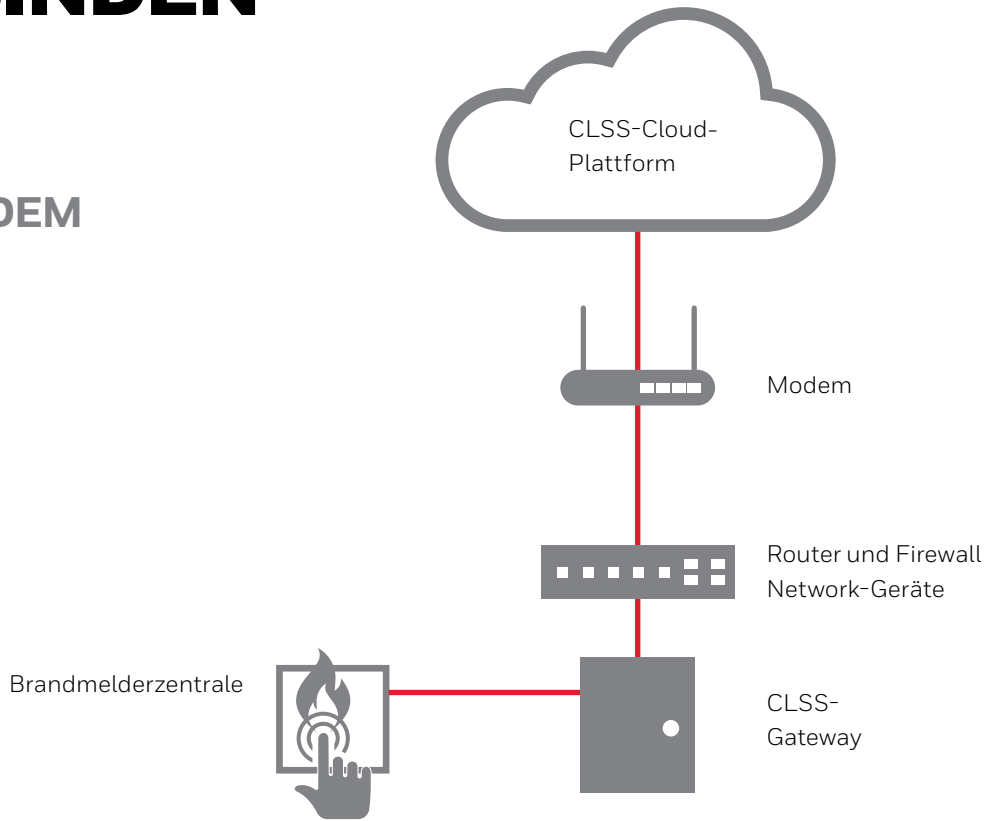 CLSS-Cloud-
Plattform
Modem
Router und Firewall
Network-Geräte
Brandmelderzentrale
CLSS-
Gateway